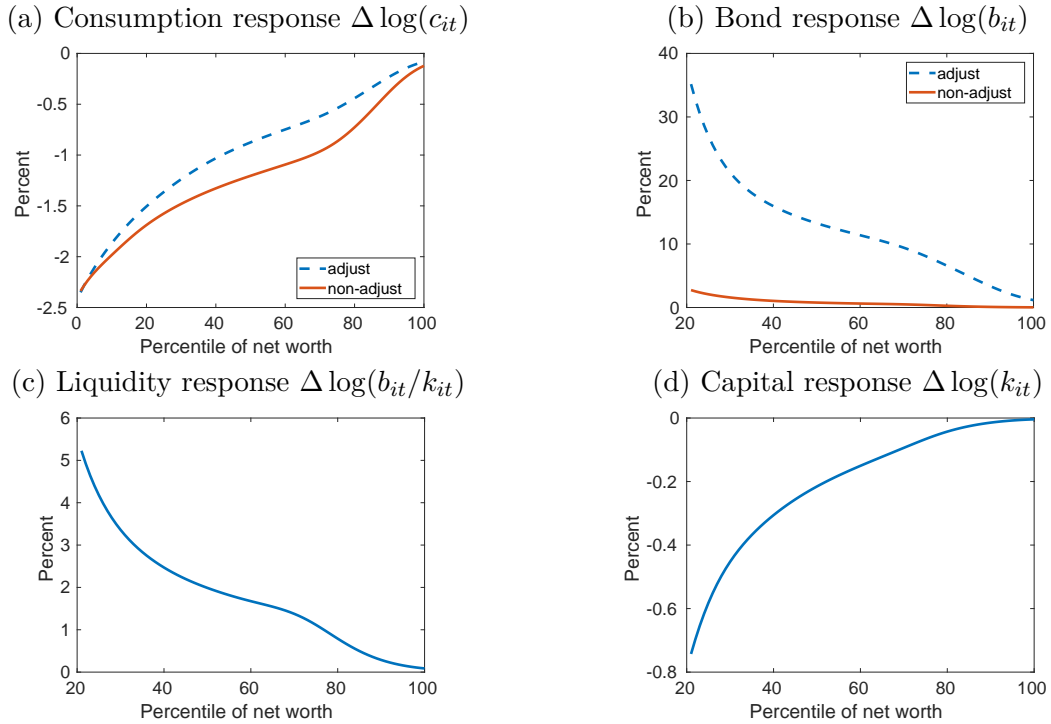 (a) Consumption response Δ log(c_it)
0
-0.5
-1
-1.5
-2
-2.5
Percent
adjust
non-adjust
0 20 40 60 80 100
Percentile of net worth
(b) Bond response Δ log(b_it)
40
30
20
10
0
Percent
adjust
non-adjust
20 40 60 80 100
Percentile of net worth
(c) Liquidity response Δ log(b_it/k_it)
6
5
4
3
2
1
0
Percent
20 40 60 80 100
Percentile of net worth
(d) Capital response Δ log(k_it)
0
-0.2
-0.4
-0.6
-0.8
Percent
20 40 60 80 100
Percentile of net worth